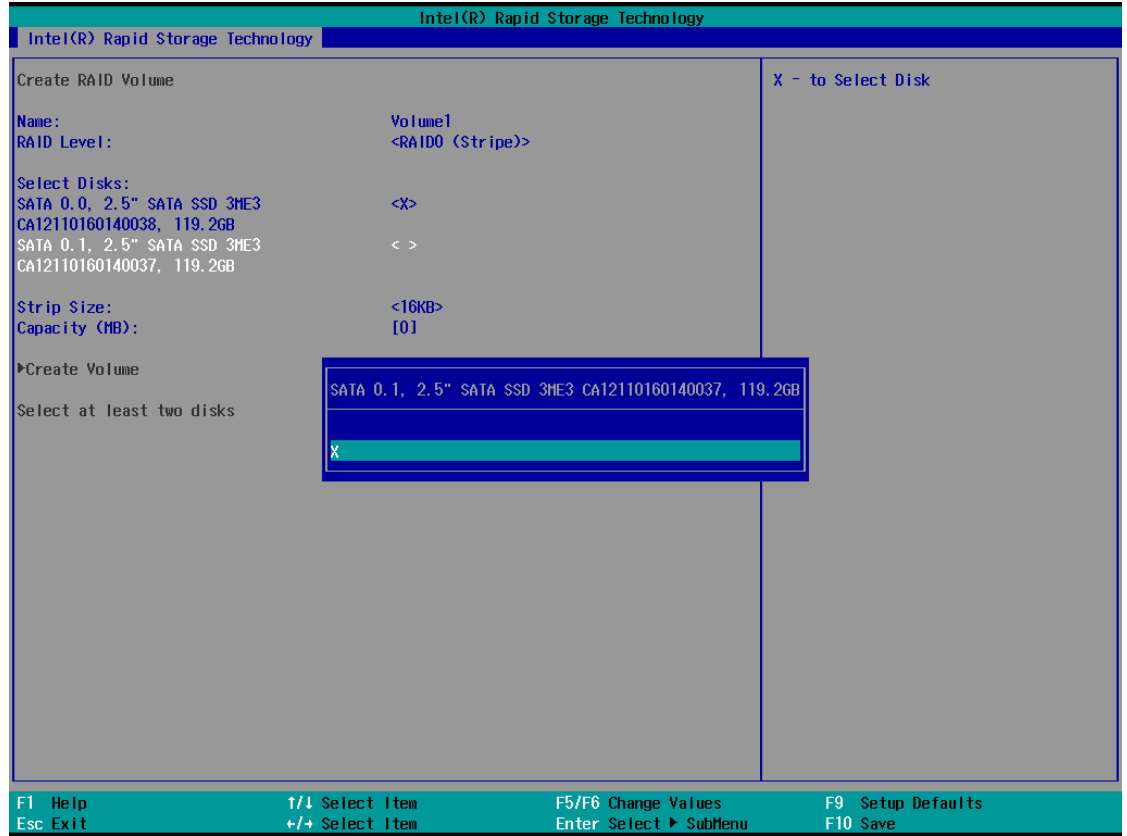 Intel(R) Rapid Storage Technology
Intel(R) Rapid Storage Technology
Create RAID Volume
X - to Select Disk
Name: Volume1
RAID Level: <RAID0 (Stripe)>
Select Disks:
SATA 0.0, 2.5" SATA SSD 3ME3 <X>
CA12110160140038, 119.2GB
SATA 0.1, 2.5" SATA SSD 3ME3 < >
CA12110160140037, 119.2GB
Strip Size: <16KB>
Capacity (MB): [0]
▶Create Volume
Select at least two disks
SATA 0.1, 2.5" SATA SSD 3ME3 CA12110160140037, 119.2GB
X
F1 Help ↑/↓ Select Item F5/F6 Change Values F9 Setup Defaults
Esc Exit ←/→ Select Item Enter Select ▶ SubMenu F10 Save